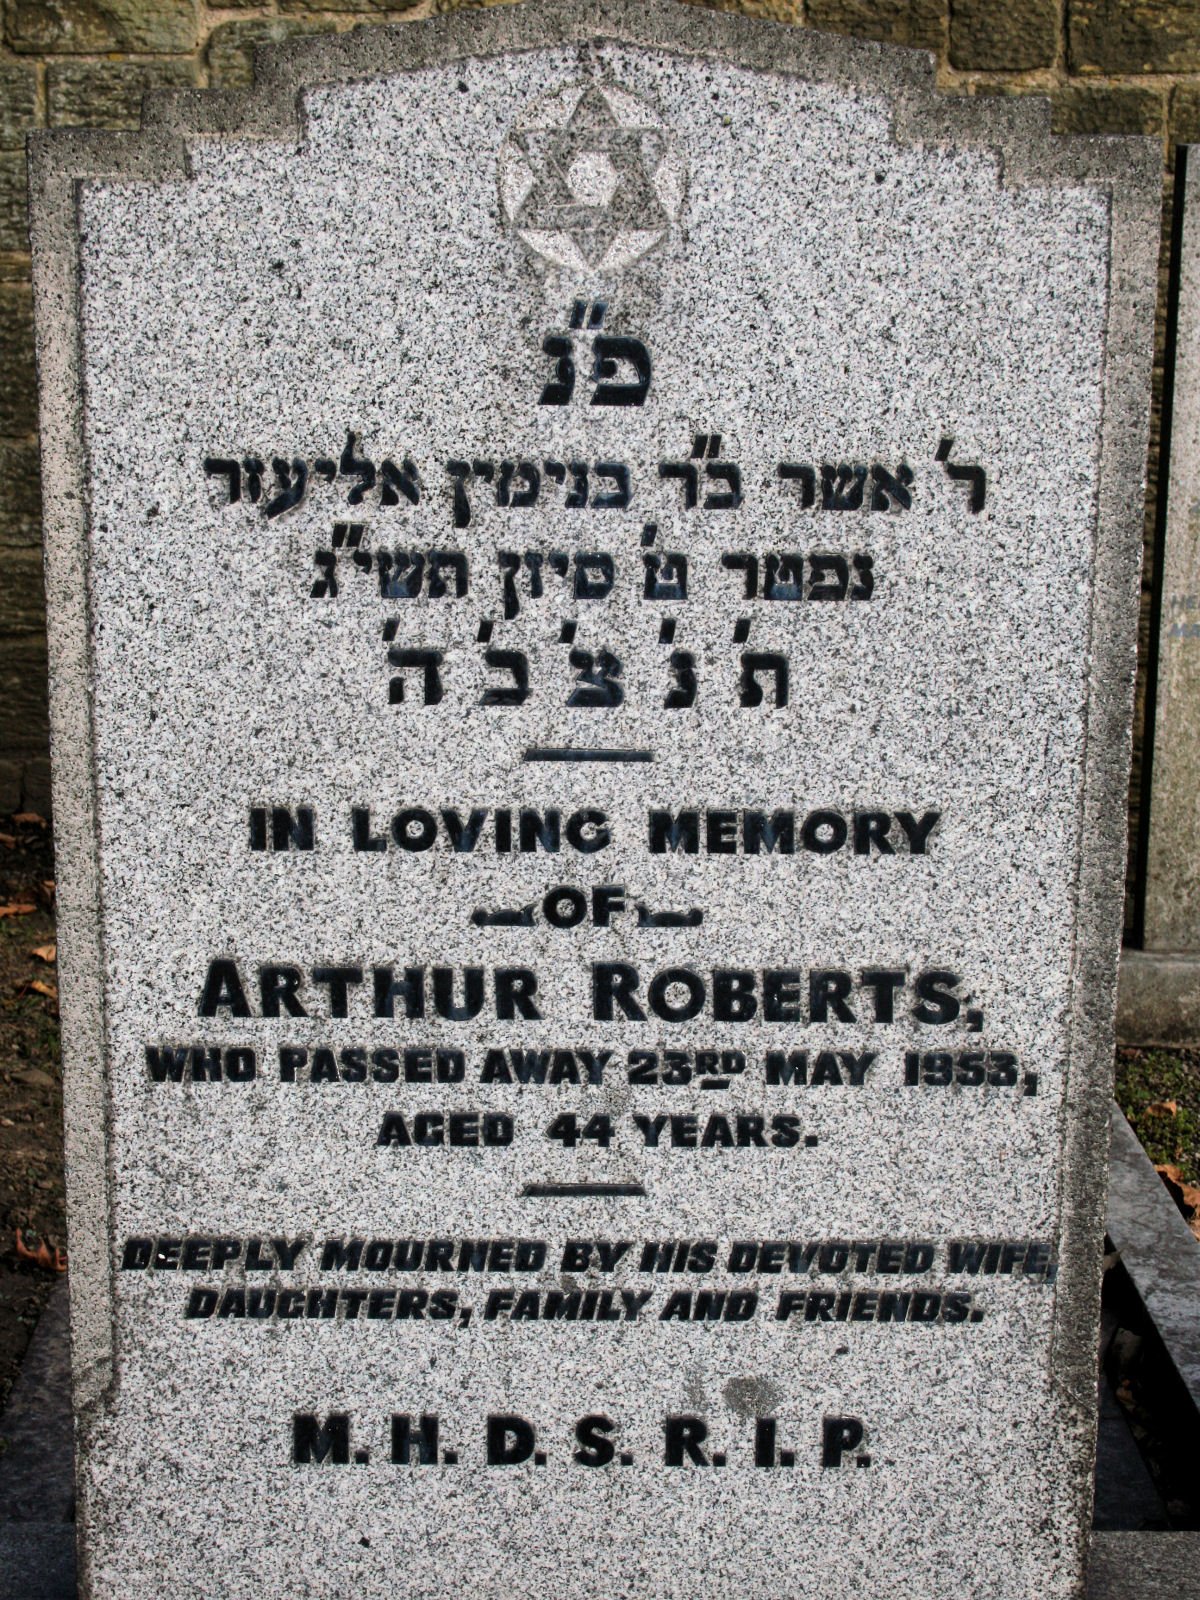 פ"נ
ר' אשר ב"ר בנימין אליעזר
נפטר ט' סיון תשי"ג
ת' נ' צ' ב' ה'
IN LOVING MEMORY
OF
ARTHUR ROBERTS,
WHO PASSED AWAY 23RD MAY 1953,
AGED 44 YEARS.
DEEPLY MOURNED BY HIS DEVOTED WIFE,
DAUGHTERS, FAMILY AND FRIENDS.
M. H. D. S. R. I. P.